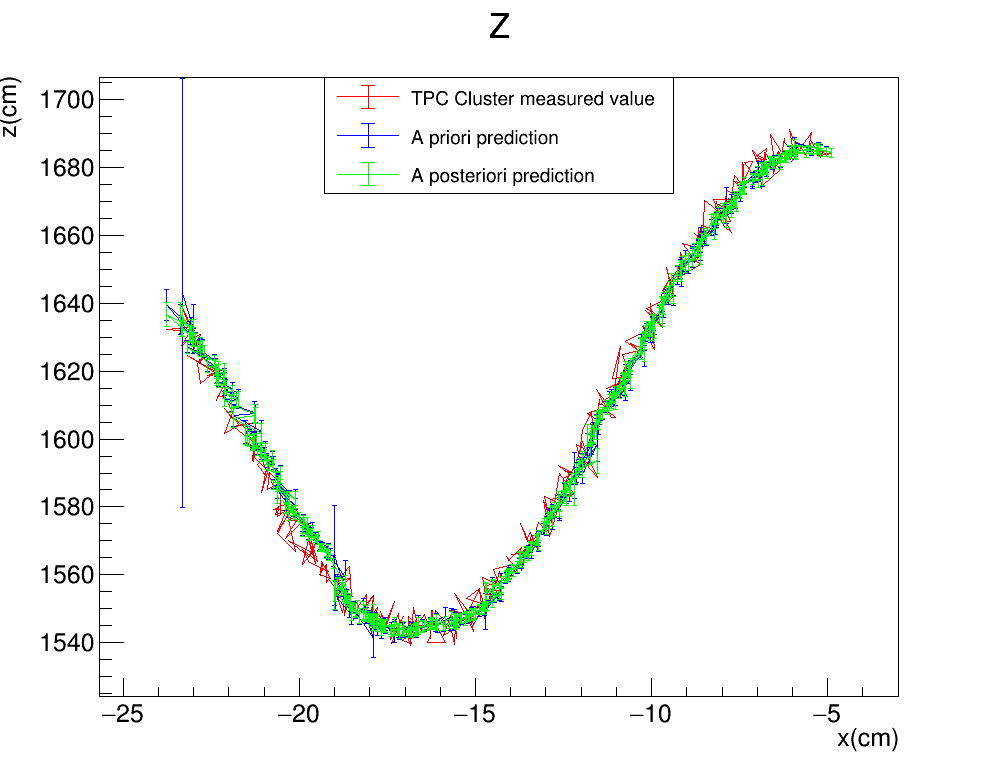 Z
z(cm)
1700
1680
1660
1640
1620
1600
1580
1560
1540
TPC Cluster measured value
A priori prediction
A posteriori prediction
−25 −20 −15 −10 −5
x(cm)